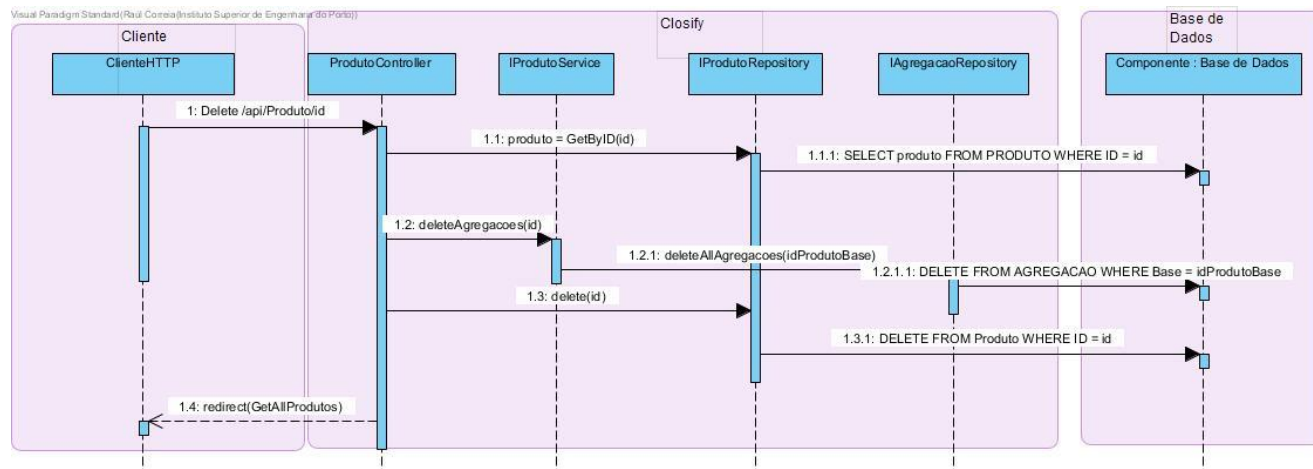 Visual Paradigm Standard(Raúl Correia(Instituto Superior de Engenharia do Porto))
Cliente
Closify
Base de
Dados
ClienteHTTP
ProdutoController
IProdutoService
IProdutoRepository
IAgregacaoRepository
Componente : Base de Dados
1: Delete /api/Produto/id
1.1: produto = GetByID(id)
1.1.1: SELECT produto FROM PRODUTO WHERE ID = id
1.2: deleteAgregacoes(id)
1.2.1: deleteAllAgregacoes(idProdutoBase)
1.2.1.1: DELETE FROM AGREGACAO WHERE Base = idProdutoBase
1.3: delete(id)
1.3.1: DELETE FROM Produto WHERE ID = id
1.4: redirect(GetAllProdutos)